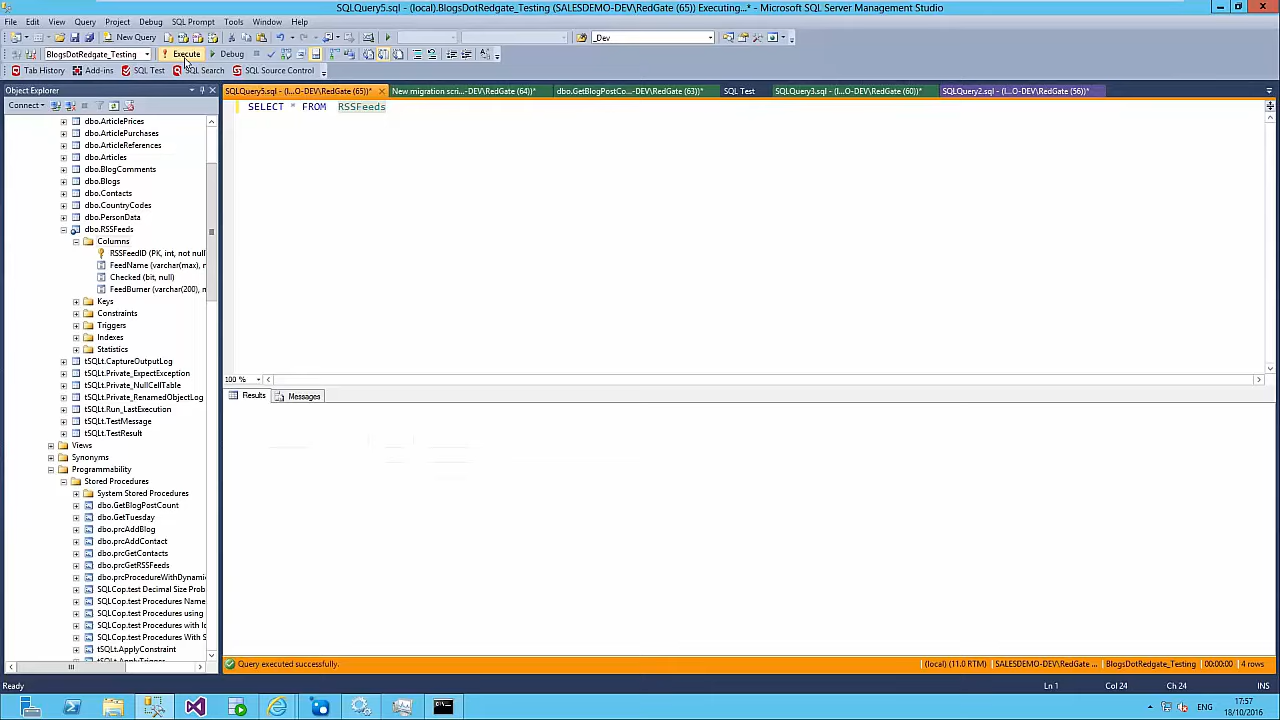 SQLQuery5.sql - (local).BlogsDotRedgate_Testing (SALESDEMO-DEV\RedGate (65)) Executing...* - Microsoft SQL Server Management Studio
File Edit View Query Project Debug SQL Prompt Tools Window Help
New Query _Dev
BlogsDotRedgate_Testing Execute Debug
Tab History Add-ins SQL Test SQL Search SQL Source Control
Object Explorer
SQLQuery5.sql - (l...O-DEV\RedGate (65))* New migration scri...-DEV\RedGate (64))* dbo.GetBlogPostCo...-DEV\RedGate (63))* SQL Test SQLQuery3.sql - (l...O-DEV\RedGate (60))* SQLQuery2.sql - (l...O-DEV\RedGate (56))*
Connect
SELECT * FROM RSSFeeds
dbo.ArticlePrices
dbo.ArticlePurchases
dbo.ArticleReferences
dbo.Articles
dbo.BlogComments
dbo.Blogs
dbo.Contacts
dbo.CountryCodes
dbo.PersonData
dbo.RSSFeeds
Columns
RSSFeedID (PK, int, not null
FeedName (varchar(max), n
Checked (bit, null)
FeedBurner (varchar(200), n
Keys
Constraints
Triggers
Indexes
Statistics
tSQLt.CaptureOutputLog
tSQLt.Private_ExpectException
tSQLt.Private_NullCellTable
tSQLt.Private_RenamedObjectLog
tSQLt.Run_LastExecution
tSQLt.TestMessage
tSQLt.TestResult
Views
Synonyms
Programmability
Stored Procedures
System Stored Procedures
dbo.GetBlogPostCount
dbo.GetTuesday
dbo.prcAddBlog
dbo.prcAddContact
dbo.prcGetContacts
dbo.prcGetRSSFeeds
dbo.prcProcedureWithDynami
SQLCop.test Decimal Size Prob
SQLCop.test Procedures Name
SQLCop.test Procedures using
SQLCop.test Procedures with Id
SQLCop.test Procedures With S
tSQLt.ApplyConstraint
tSQLt.ApplyTrigger
100 %
Results Messages
Query executed successfully. (local) (11.0 RTM) SALESDEMO-DEV\RedGate ... BlogsDotRedgate_Testing 00:00:00 4 rows
Ready Ln 1 Col 24 Ch 24 INS
ENG 17:57
18/10/2016